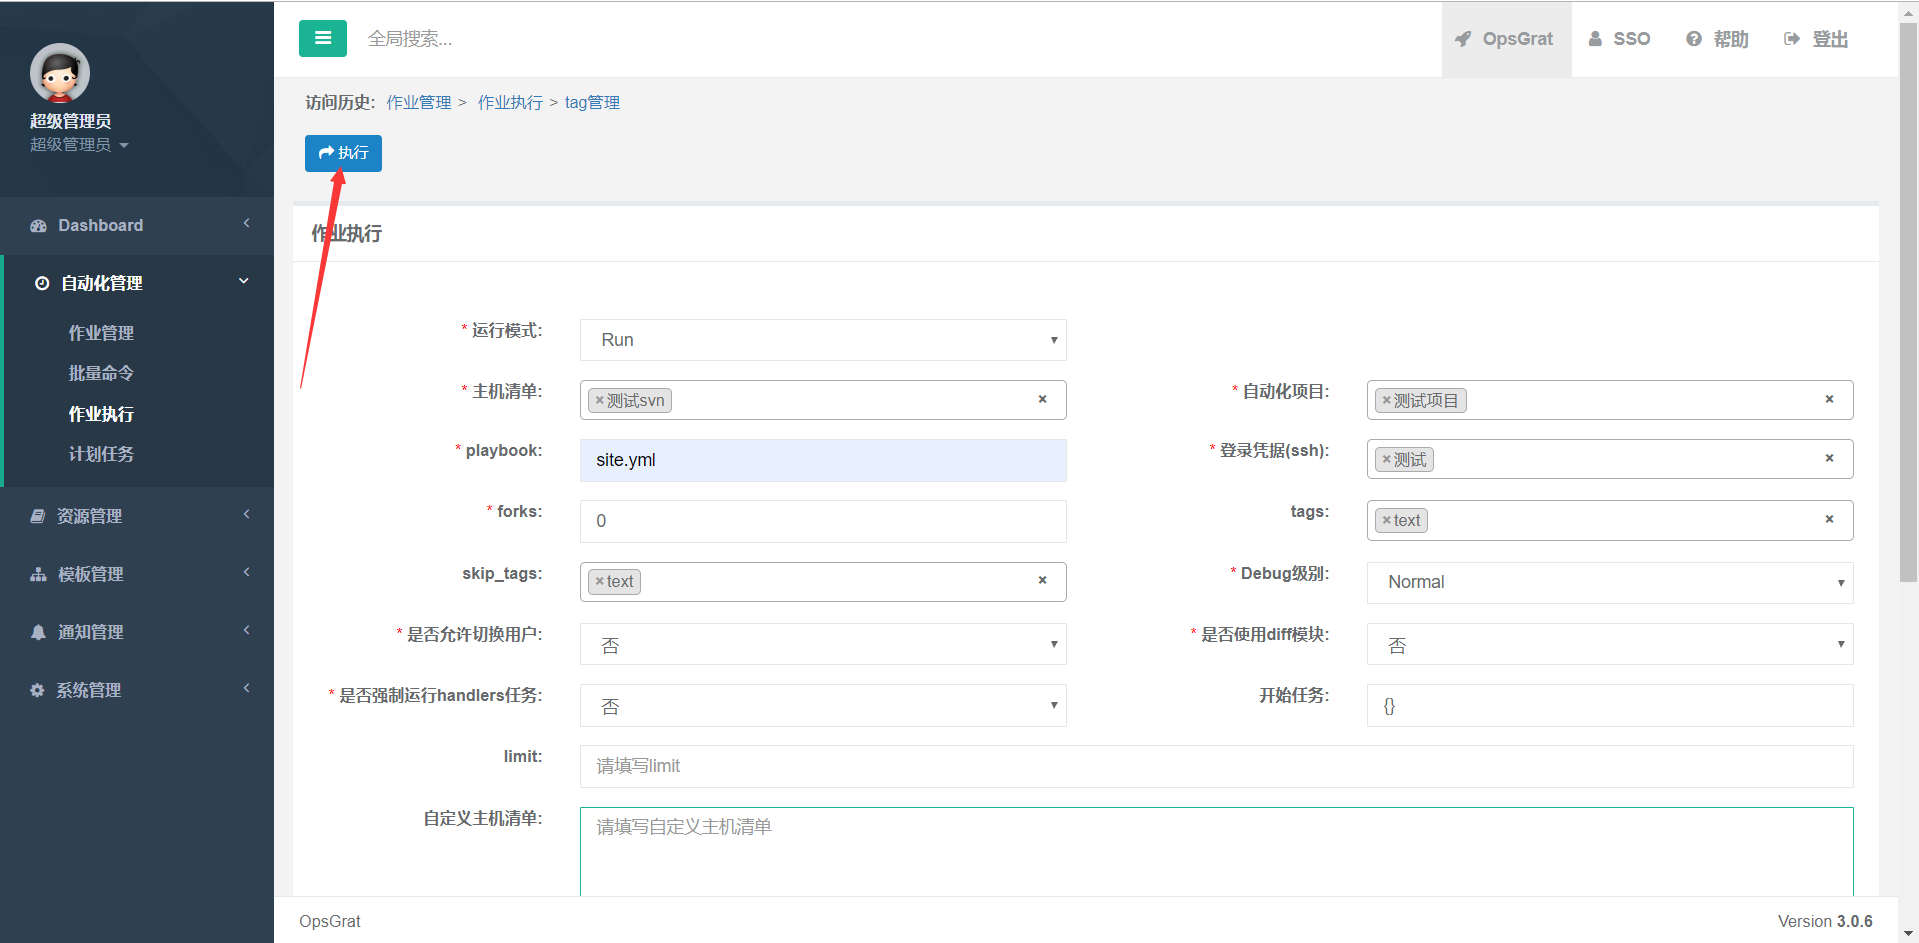 全局搜索...
OpsGrat
SSO
帮助
登出
超级管理员
超级管理员
Dashboard
自动化管理
作业管理
批量命令
作业执行
计划任务
资源管理
模板管理
通知管理
系统管理
访问历史: 作业管理 > 作业执行 > tag管理
执行
作业执行
* 运行模式: Run
* 主机清单: ×测试svn ×
* 自动化项目: ×测试项目 ×
* playbook: site.yml
* 登录凭据(ssh): ×测试 ×
* forks: 0
tags: ×text ×
skip_tags: ×text ×
* Debug级别: Normal
* 是否允许切换用户: 否
* 是否使用diff模块: 否
* 是否强制运行handlers任务: 否
开始任务: {}
limit: 请填写limit
自定义主机清单: 请填写自定义主机清单
OpsGrat
Version 3.0.6